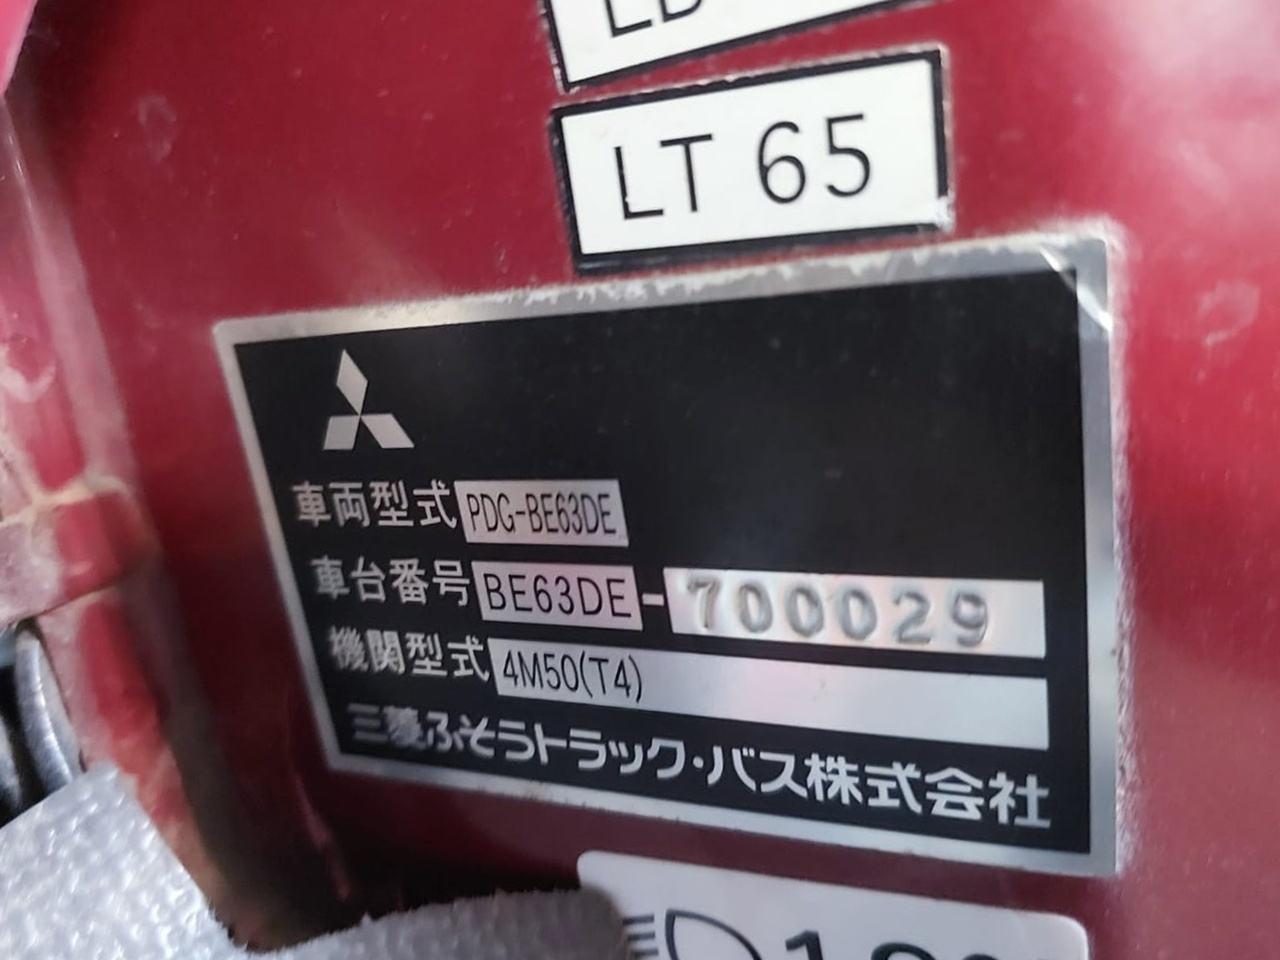 LT 65
車両型式 PDG-BE63DE
車台番号 BE63DE-700029
機関型式 4M50(T4)
三菱ふそうトラック・バス株式会社